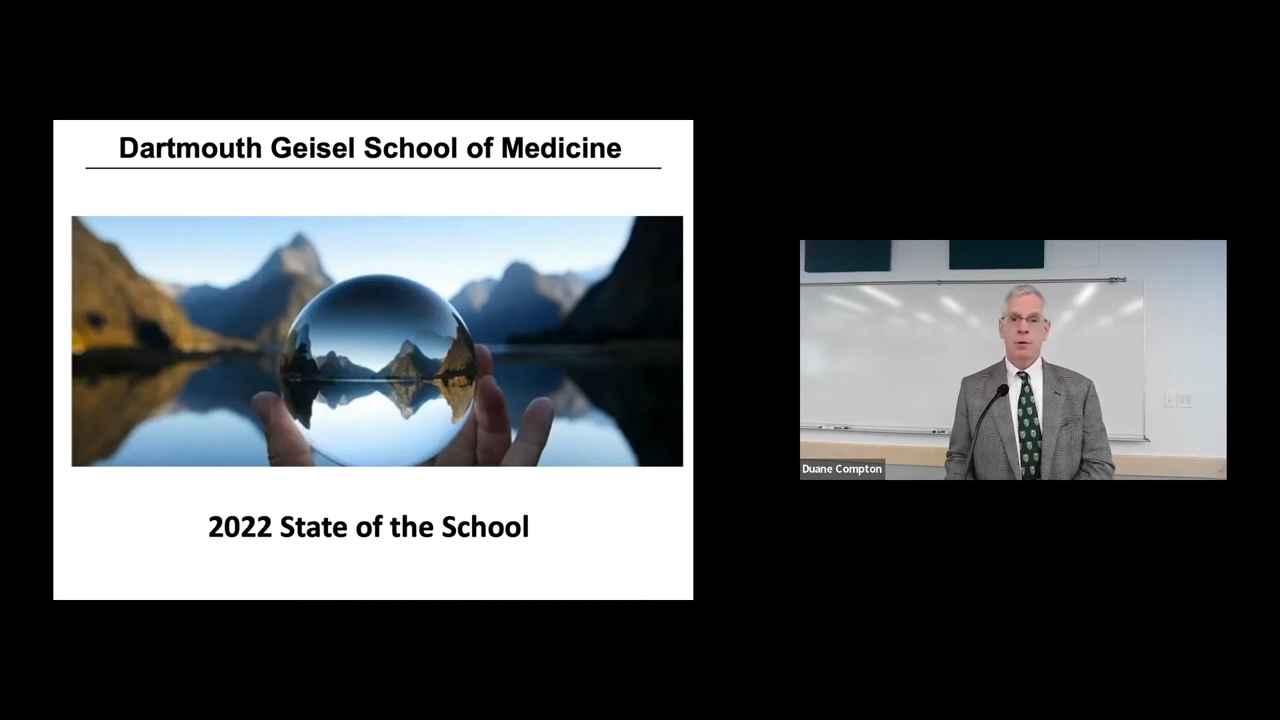 Dartmouth Geisel School of Medicine
2022 State of the School
Duane Compton